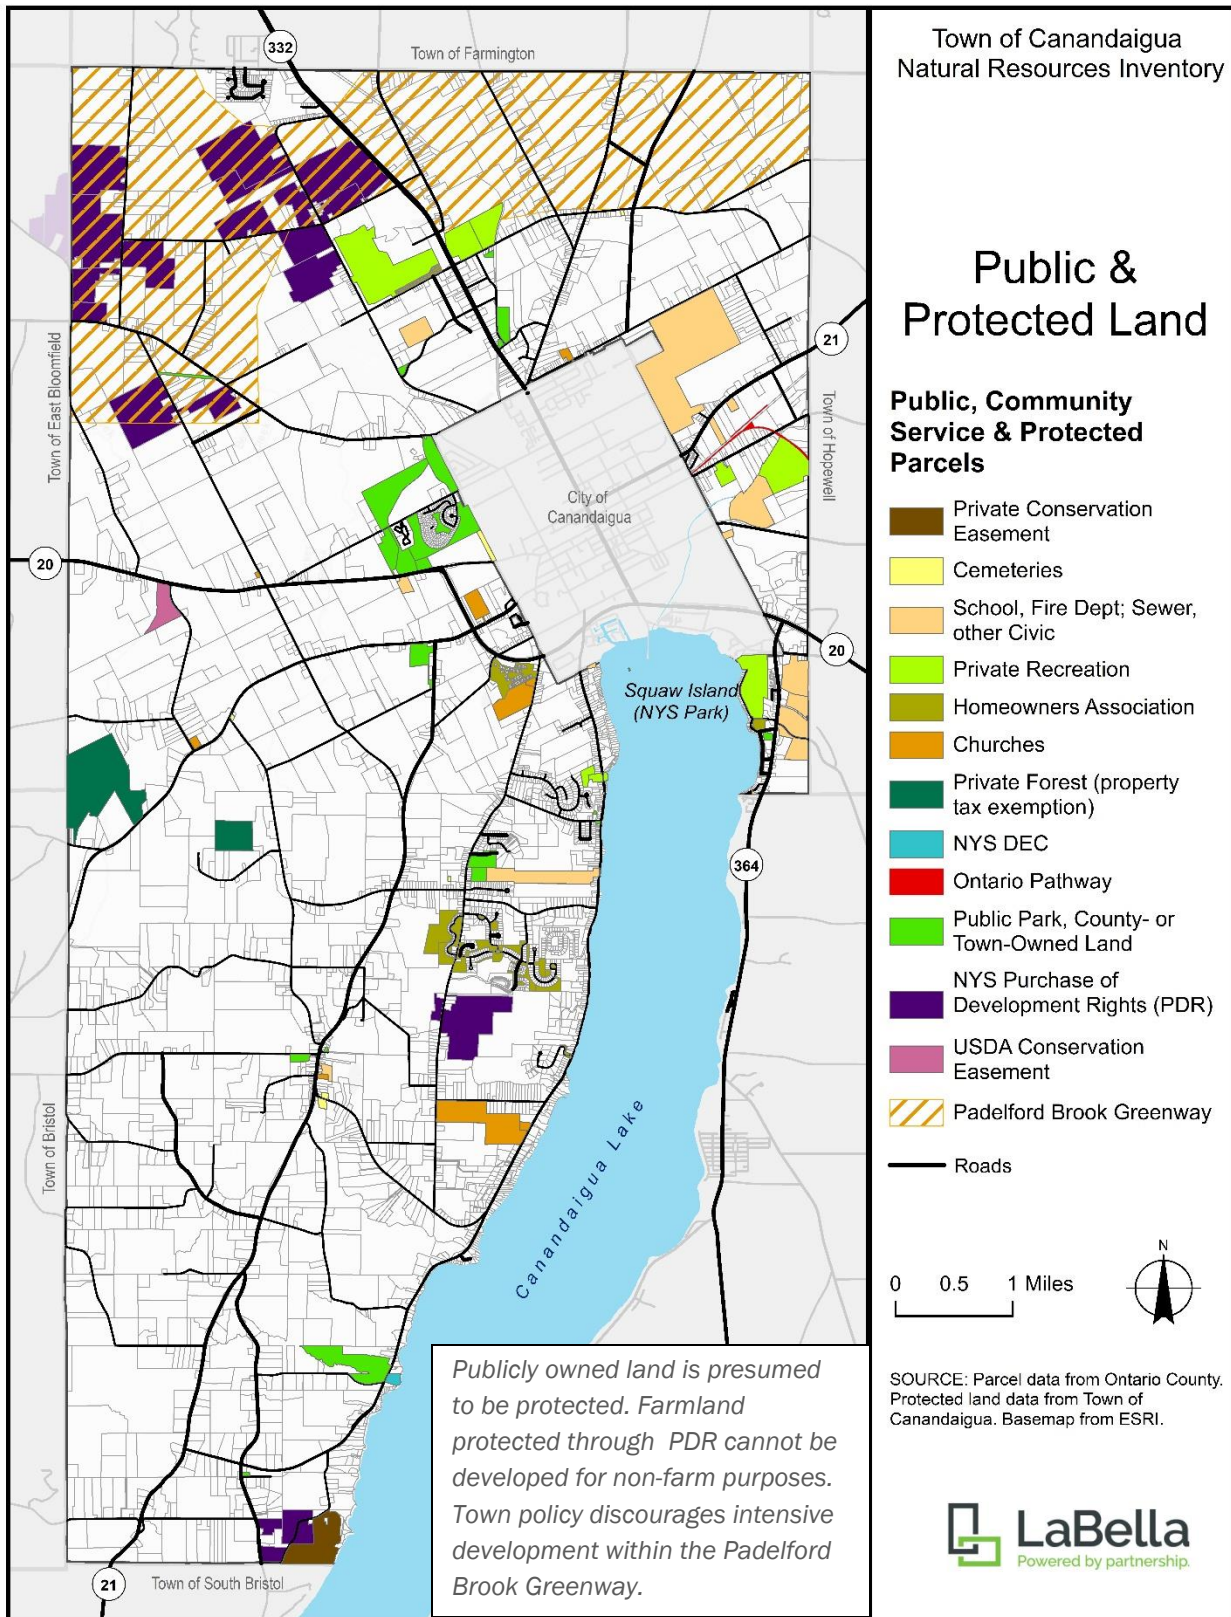 Town of Canandaigua
Natural Resources Inventory
Public &
Protected Land
Public, Community
Service & Protected
Parcels
Private Conservation
Easement
Cemeteries
School, Fire Dept; Sewer,
other Civic
Private Recreation
Homeowners Association
Churches
Private Forest (property
tax exemption)
NYS DEC
Ontario Pathway
Public Park, County- or
Town-Owned Land
NYS Purchase of
Development Rights (PDR)
USDA Conservation
Easement
Padelford Brook Greenway
Roads
0 0.5 1 Miles
N
SOURCE: Parcel data from Ontario County.
Protected land data from Town of
Canandaigua. Basemap from ESRI.
LaBella
Powered by partnership.
332
Town of Farmington
21
Town of East Bloomfield
Town of Hopewell
City of
Canandaigua
20
20
Squaw Island
(NYS Park)
364
Town of Bristol
Canandaigua Lake
21
Town of South Bristol
Publicly owned land is presumed
to be protected. Farmland
protected through PDR cannot be
developed for non-farm purposes.
Town policy discourages intensive
development within the Padelford
Brook Greenway.